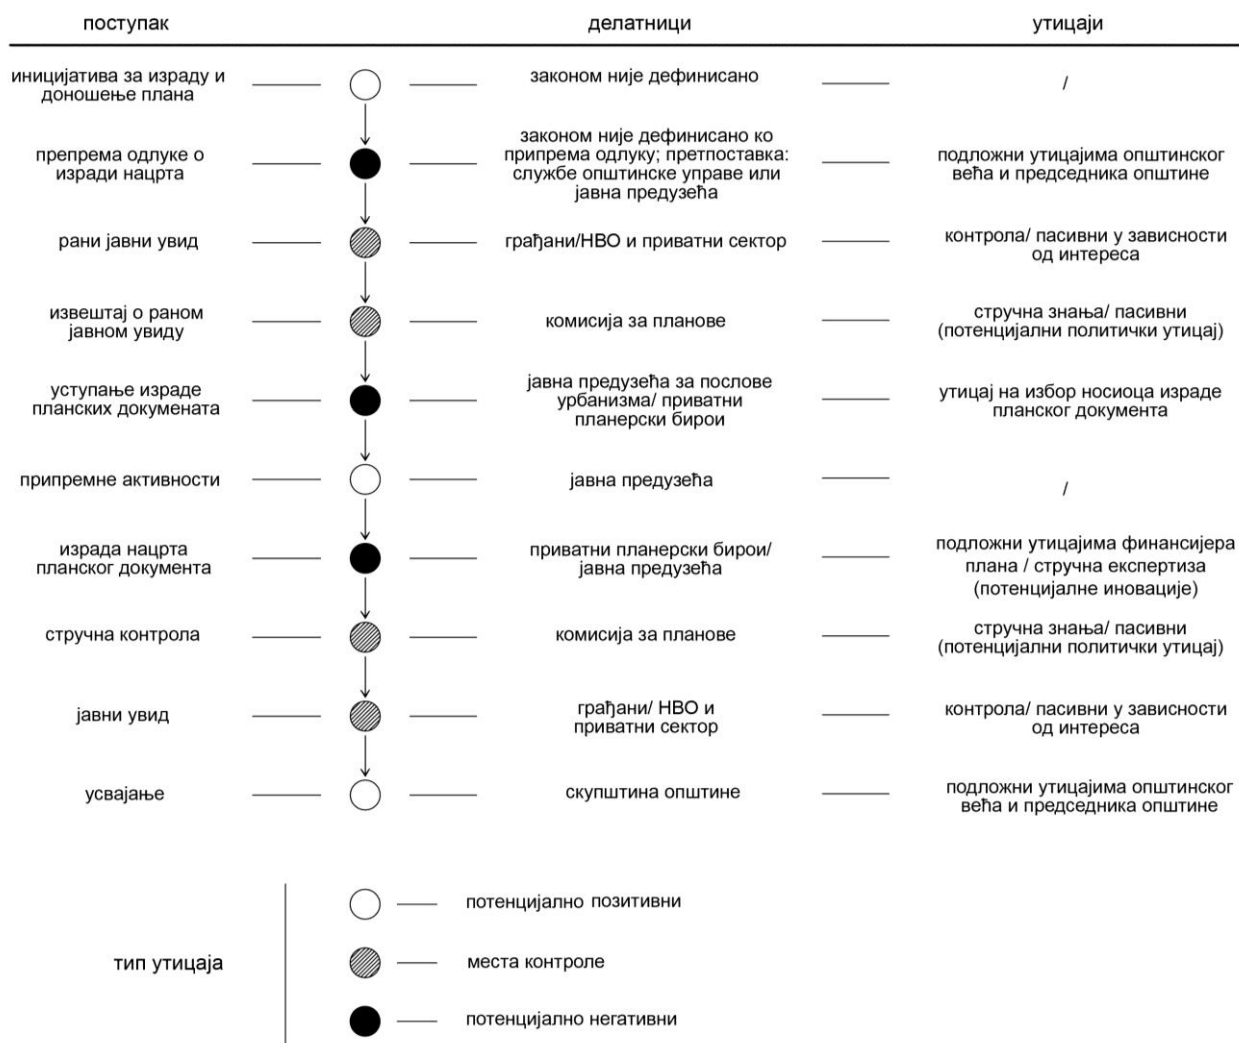 поступак
делатници
утицаји
иницијатива за израду и
доношење плана
законом није дефинисано
/
препрема одлуке о
изради нацрта
законом није дефинисано ко
припрема одлуку; претпоставка:
службе општинске управе или
јавна предузећа
подложни утицајима општинског
већа и председника општине
рани јавни увид
грађани/НВО и приватни сектор
контрола/ пасивни у зависности
од интереса
извештај о раном
јавном увиду
комисија за планове
стручна знања/ пасивни
(потенцијални политички утицај)
уступање израде
планских докумената
јавна предузећа за послове
урбанизма/ приватни
планерски бирои
утицај на избор носиоца израде
планског документа
припремне активности
јавна предузећа
/
израда нацрта
планског документа
приватни планерски бирои/
јавна предузећа
подложни утицајима финансијера
плана / стручна експертиза
(потенцијалне иновације)
стручна контрола
комисија за планове
стручна знања/ пасивни
(потенцијални политички утицај)
јавни увид
грађани/ НВО и
приватни сектор
контрола/ пасивни у зависности
од интереса
усвајање
скупштина општине
подложни утицајима општинског
већа и председника општине
тип утицаја
потенцијално позитивни
места контроле
потенцијално негативни